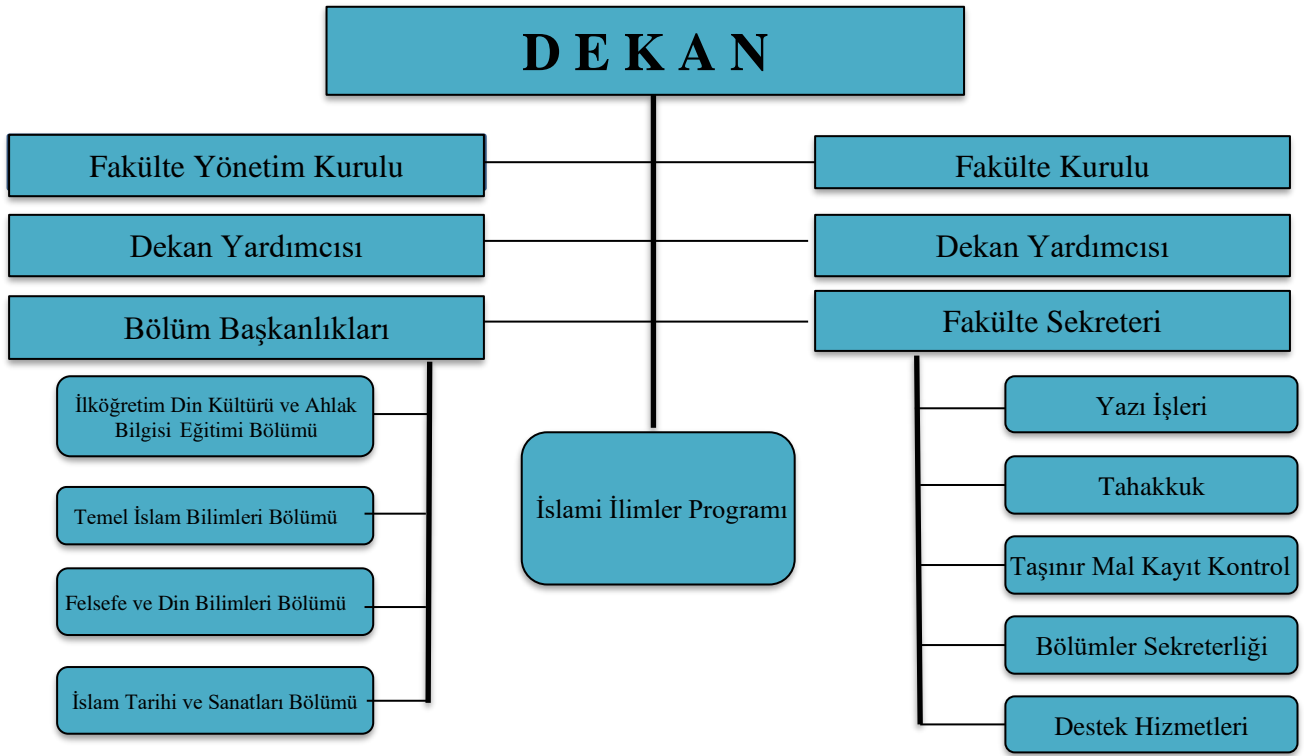 D E K A N
Fakülte Yönetim Kurulu
Fakülte Kurulu
Dekan Yardımcısı
Dekan Yardımcısı
Bölüm Başkanlıkları
Fakülte Sekreteri
İlköğretim Din Kültürü ve Ahlak
Bilgisi Eğitimi Bölümü
Temel İslam Bilimleri Bölümü
Felsefe ve Din Bilimleri Bölümü
İslam Tarihi ve Sanatları Bölümü
İslami İlimler Programı
Yazı İşleri
Tahakkuk
Taşınır Mal Kayıt Kontrol
Bölümler Sekreterliği
Destek Hizmetleri